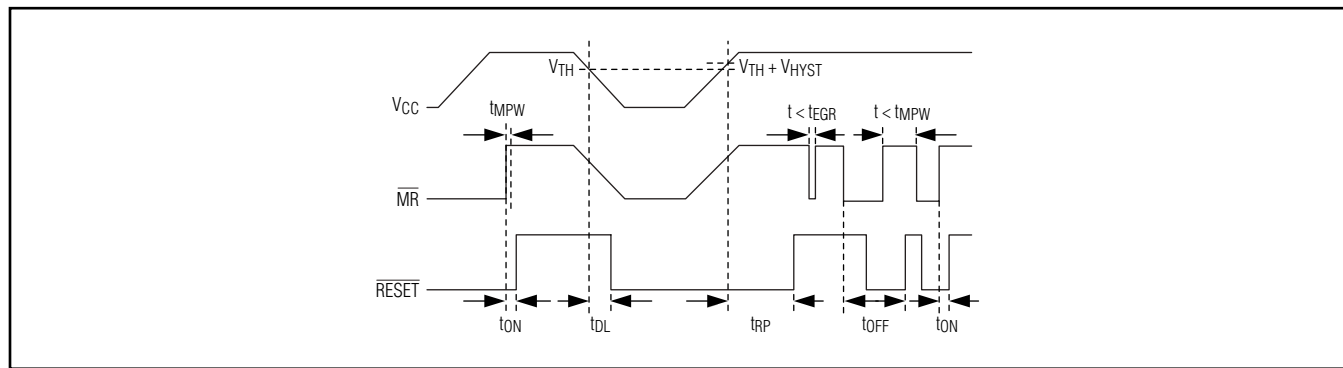 VTH
VTH + VHYST
VCC
tMPW
t < tEGR
t < tMPW
MR
RESET
tON
tDL
tRP
tOFF
tON